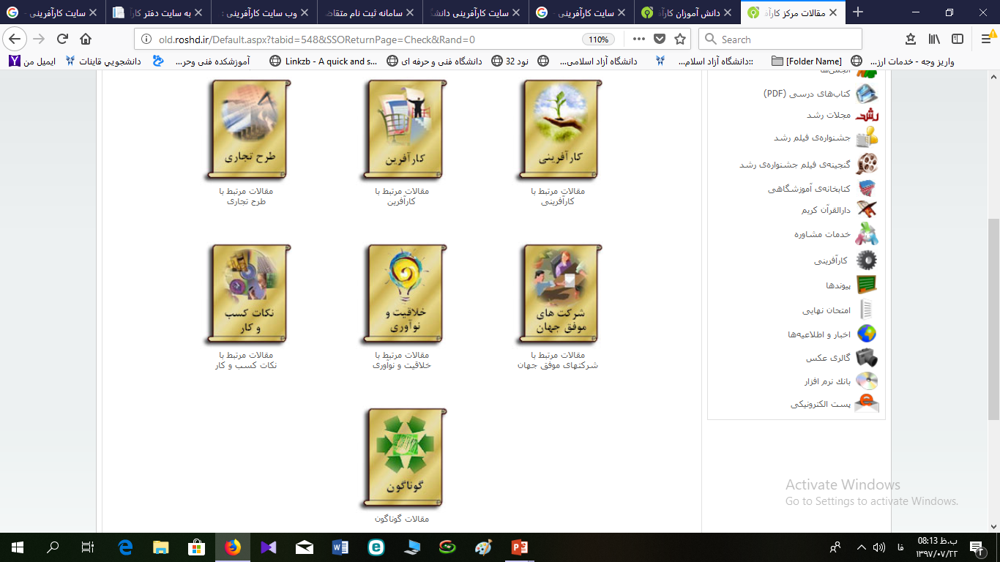 سایت کارآفرینی -
به سایت دفتر کارآ
وب سایت کارآفرینی :
سامانه ثبت نام متقاض
سایت کارآفرینی دانشگ
سایت کارآفرینی -
دانش آموزان کارآف
مقالات مرکز کارآف
old.roshd.ir/Default.aspx?tabid=548&SSOReturnPage=Check&Rand=0
110%
Search
ایمیل من
دانشجويي قاينات
آموزشکده فنی وحر...
Linkzb - A quick and s...
دانشگاه فنی و حرفه ای
نود 32
دانشگاه آزاد اسلامی...
::دانشگاه آزاد اسلام...
[Folder Name]
واریز وجه - خدمات ارز...
کتاب‌های درسی (PDF)
مجلات رشد
رشد
جشنواره‌ی فیلم رشد
گنجینه‌ی فیلم جشنواره‌ی رشد
کتابخانه‌ی آموزشگاهی
دارالقرآن کریم
خدمات مشاوره
کارآفرینی
پیوندها
امتحان نهایی
اخبار و اطلاعیه‌ها
گالری عکس
بانك نرم افزار
پست الکترونیکی
کارآفرینی
مقالات مرتبط با
کارآفرینی
کارآفرین
مقالات مرتبط با
کارآفرین
طرح تجاری
مقالات مرتبط با
طرح تجاری
شرکت های
موفق جهان
مقالات مرتبط با
شرکتهای موفق جهان
خلاقیت و
نوآوری
مقالات مرتبط با
خلاقیت و نوآوری
نکات کسب
و کار
مقالات مرتبط با
نکات کسب و کار
گوناگون
مقالات گوناگون
Activate Windows
Go to Settings to activate Windows.
فا
08:13 ب.ظ
۱۳۹۷/۰۷/۲۲